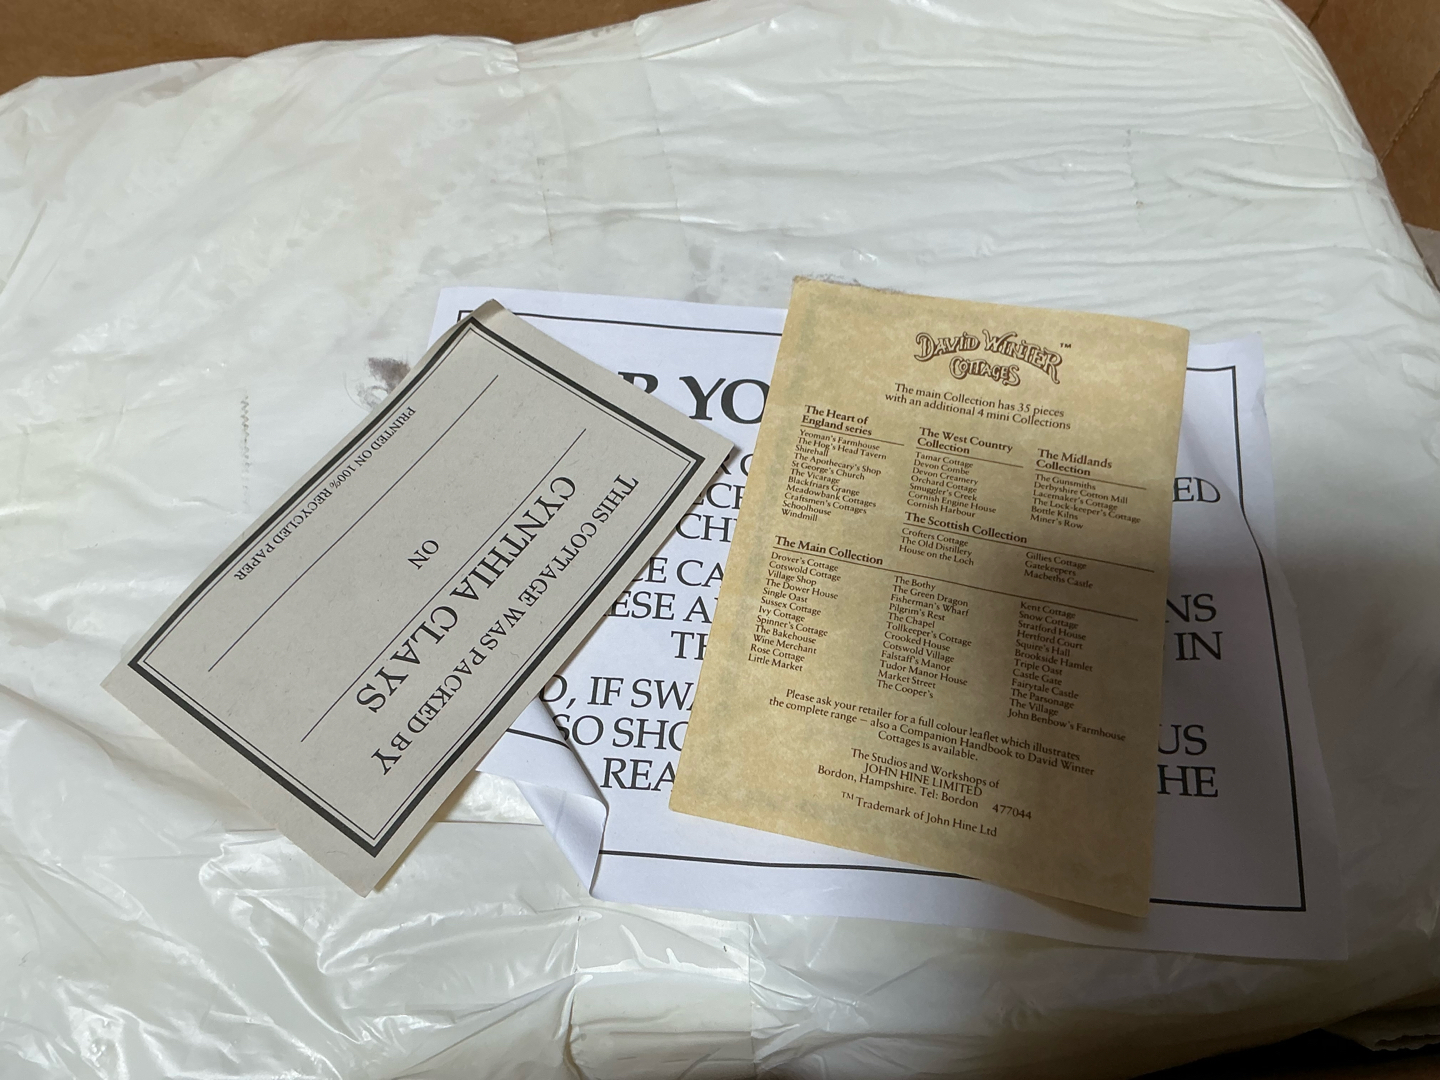 THIS COTTAGE WAS PACKED BY
CYNTHIA CLAYS
ON
PRINTED ON 100% RECYCLED PAPER
YO
ED
CE CA
ESE A
NS
TH
IN
O, IF SWA
US
SO SHO
HE
REA
DAVID WINTER ™
COTTAGES
The main Collection has 35 pieces
with an additional 4 mini Collections
The Heart of
England series
Yeoman's Farmhouse
The Hog's Head Tavern
Shirehall
The Apothecary's Shop
St George's Church
The Vicarage
Blackfriars Grange
Meadowbank Cottages
Craftsmen's Cottages
Schoolhouse
Windmill
The West Country
Collection
Tamar Cottage
Devon Combe
Devon Creamery
Orchard Cottage
Smuggler's Creek
Cornish Engine House
Cornish Harbour
The Midlands
Collection
The Gunsmiths
Derbyshire Cotton Mill
Lacemaker's Cottage
The Lock-keeper's Cottage
Bottle Kilns
Miner's Row
The Scottish Collection
Crofters Cottage
The Old Distillery
House on the Loch
Gillies Cottage
Gatekeepers
Macbeths Castle
The Main Collection
Drover's Cottage
Cotswold Cottage
Village Shop
The Dower House
Single Oast
Sussex Cottage
Ivy Cottage
Spinner's Cottage
The Bakehouse
Wine Merchant
Rose Cottage
Little Market
The Bothy
The Green Dragon
Fisherman's Wharf
Pilgrim's Rest
The Chapel
Tollkeeper's Cottage
Crooked House
Cotswold Village
Falstaff's Manor
Tudor Manor House
Market Street
The Cooper's
Kent Cottage
Snow Cottage
Stratford House
Hertford Court
Squire's Hall
Brookside Hamlet
Triple Oast
Castle Gate
Fairytale Castle
The Parsonage
The Village
John Benbow's Farmhouse
Please ask your retailer for a full colour leaflet which illustrates
the complete range – also a Companion Handbook to David Winter
Cottages is available.
The Studios and Workshops of
JOHN HINE LIMITED
Bordon, Hampshire. Tel: Bordon 477044
™ Trademark of John Hine Ltd